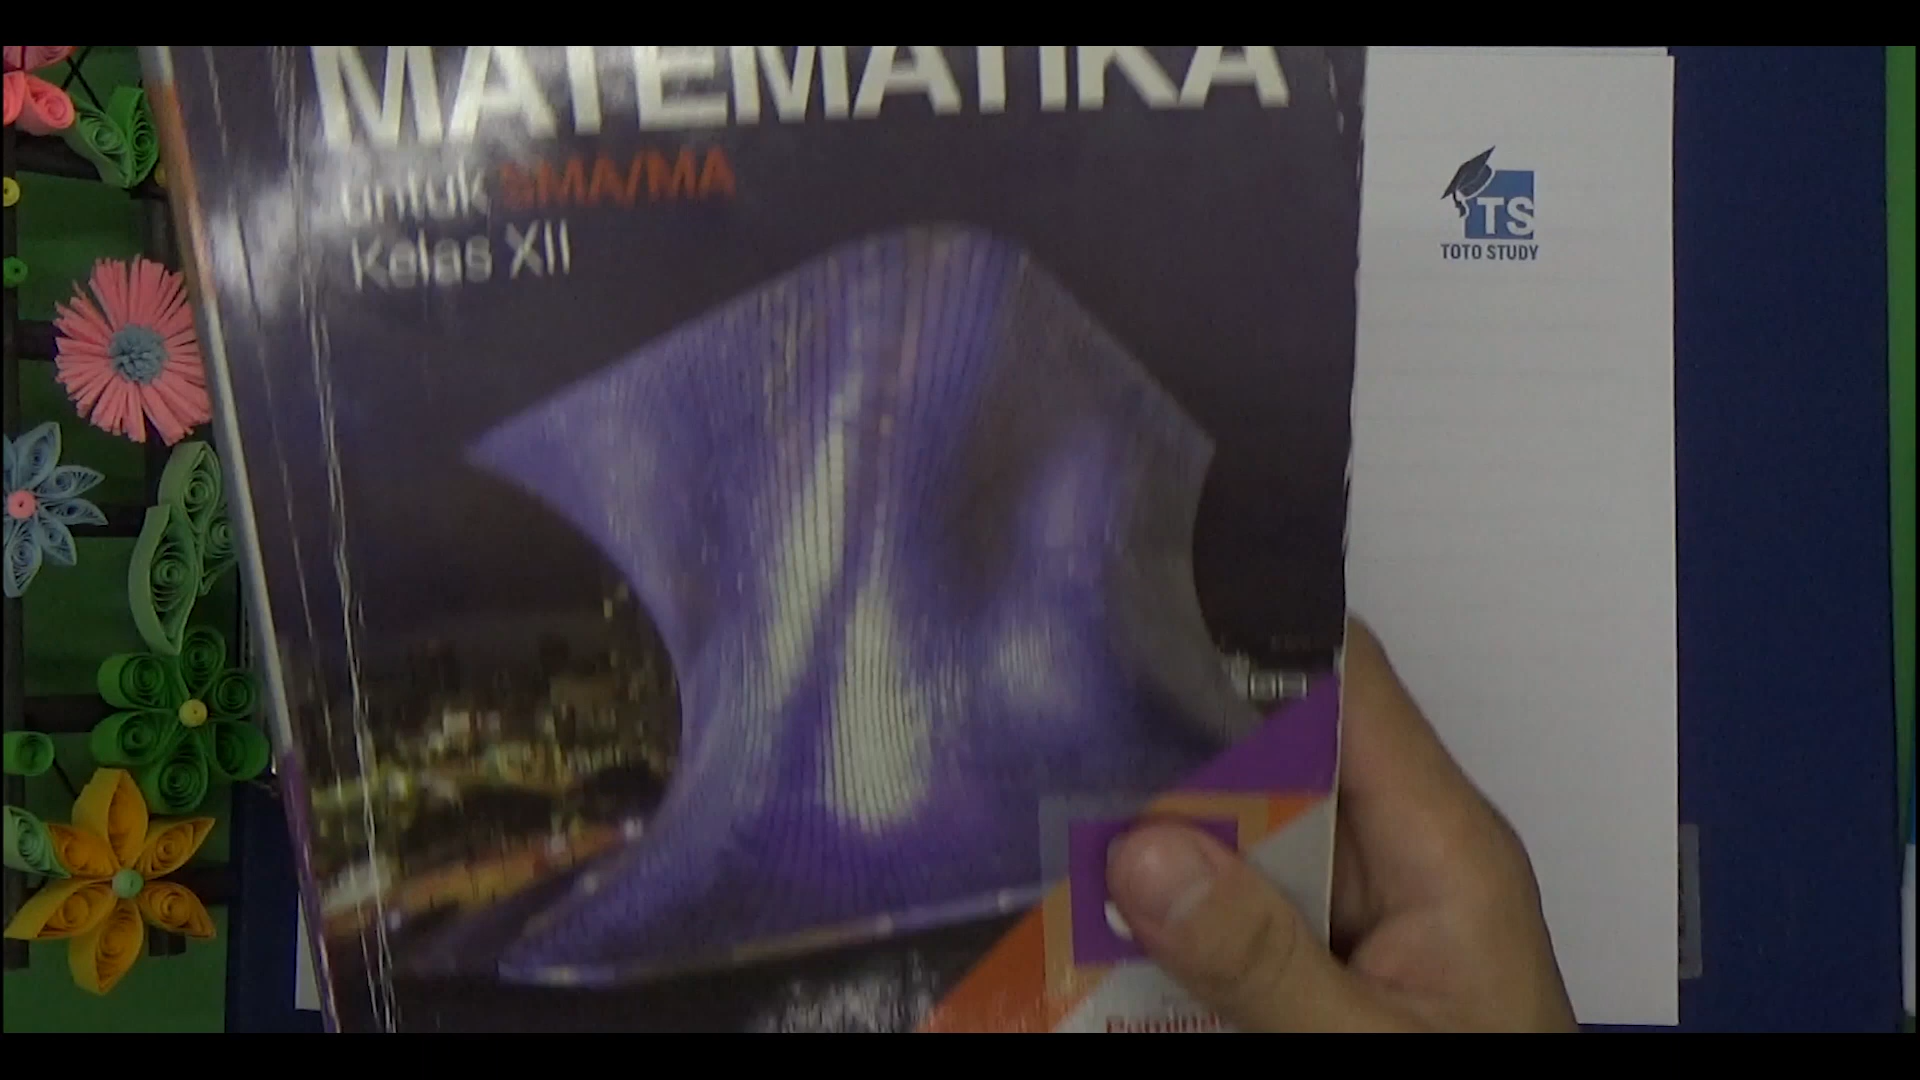 MATEMATIKA
untuk SMA/MA
Kelas XII
TS
TOTO STUDY